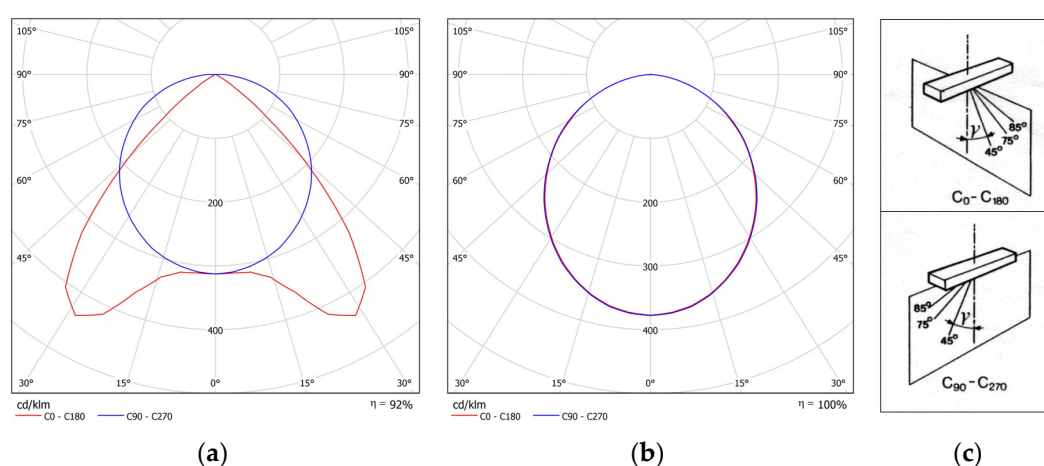 105° 105°
90° 90°
75° 75°
60° 60°
200
45° 45°
400
30° 15° 0° 15° 30°
cd/klm η = 92%
C0 - C180 C90 - C270
(a)
105° 105°
90° 90°
75° 75°
60° 60°
200
45° 45°
300
400
30° 15° 0° 15° 30°
cd/klm η = 100%
C0 - C180 C90 - C270
(b)
γ
85°
75°
45°
C₀ - C₁₈₀
85°
75°
45°
γ
C₉₀ - C₂₇₀
(c)